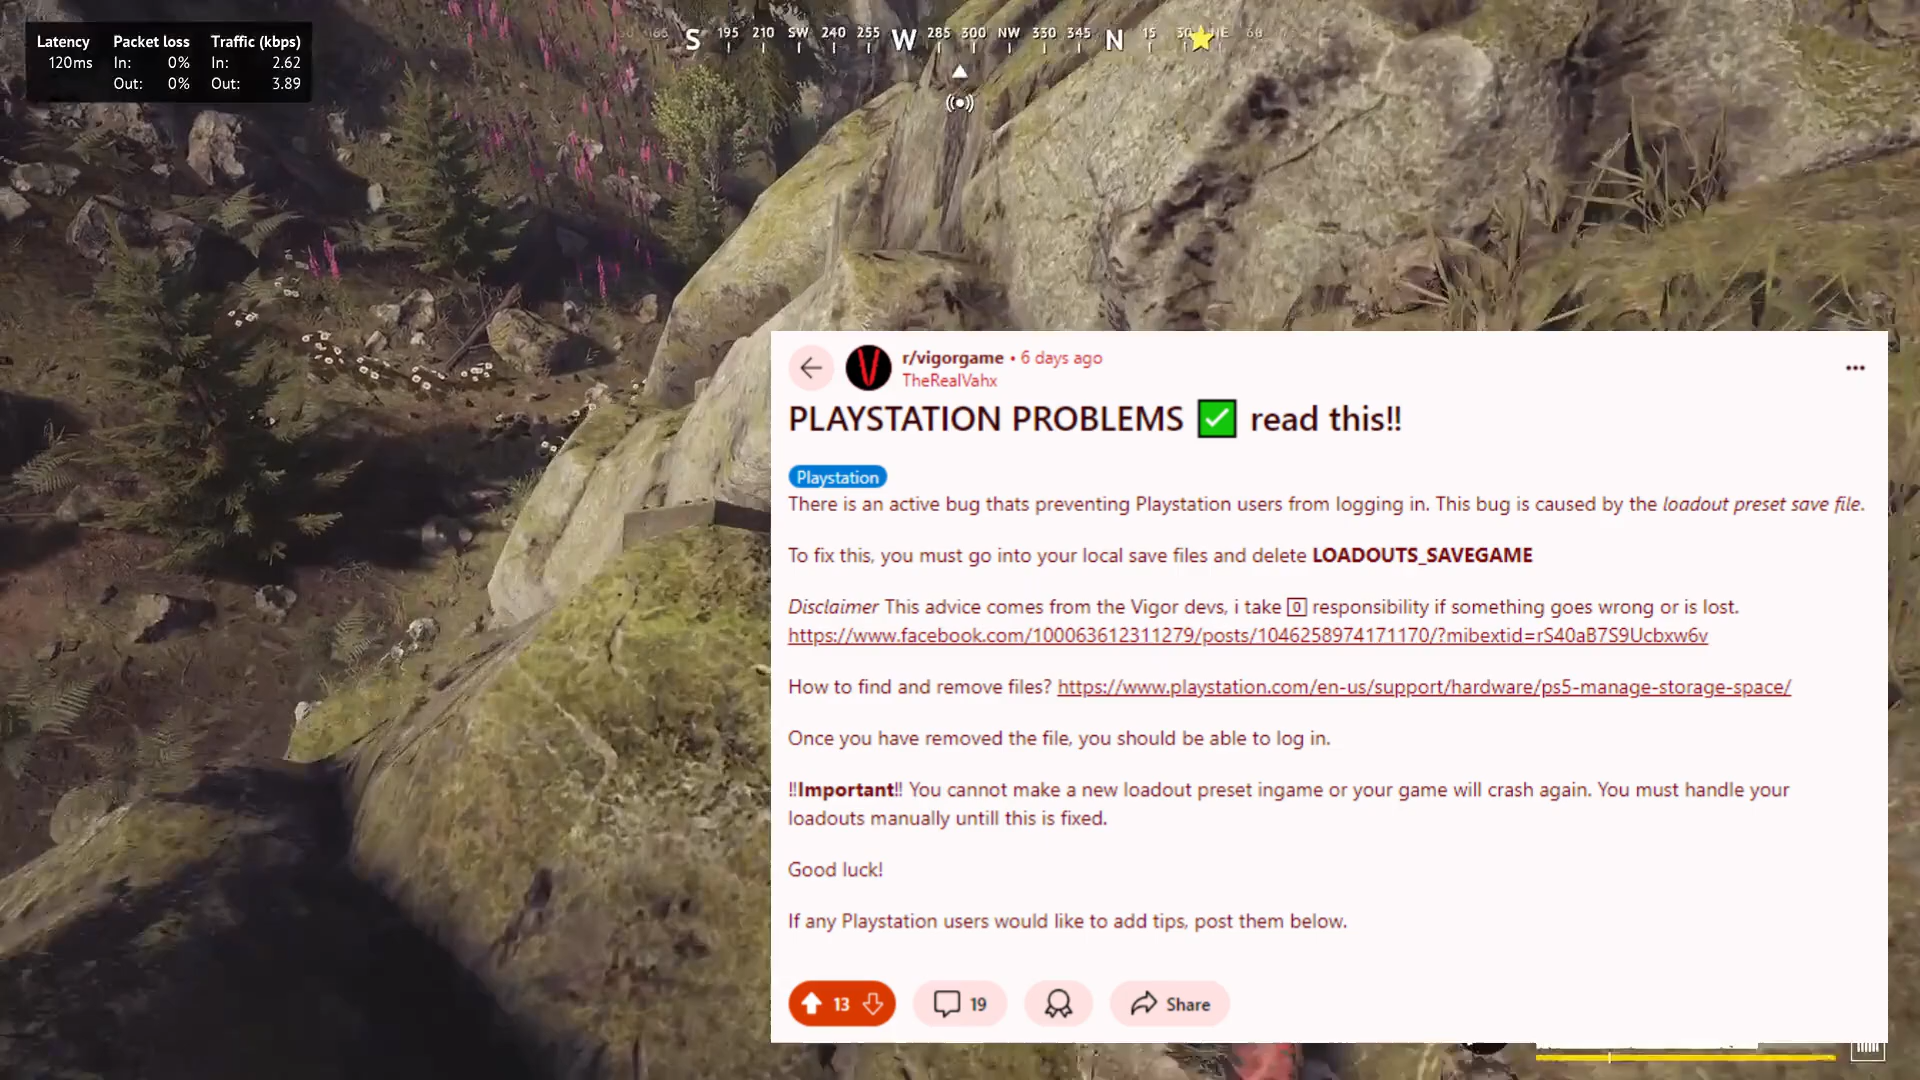 Latency Packet loss Traffic (kbps)
120ms In: 0% In: 2.62
Out: 0% Out: 3.89
S 195 210 SW 240 255 W 285 300 NW 330 345 N 15 60
r/vigorgame • 6 days ago
TheRealVahx
PLAYSTATION PROBLEMS ✅ read this!!
Playstation
There is an active bug thats preventing Playstation users from logging in. This bug is caused by the loadout preset save file.
To fix this, you must go into your local save files and delete LOADOUTS_SAVEGAME
Disclaimer This advice comes from the Vigor devs, i take 0 responsibility if something goes wrong or is lost.
https://www.facebook.com/100063612311279/posts/1046258974171170/?mibextid=rS40aB7S9Ucbxw6v
How to find and remove files? https://www.playstation.com/en-us/support/hardware/ps5-manage-storage-space/
Once you have removed the file, you should be able to log in.
‼Important‼ You cannot make a new loadout preset ingame or your game will crash again. You must handle your
loadouts manually untill this is fixed.
Good luck!
If any Playstation users would like to add tips, post them below.
13 19 Share